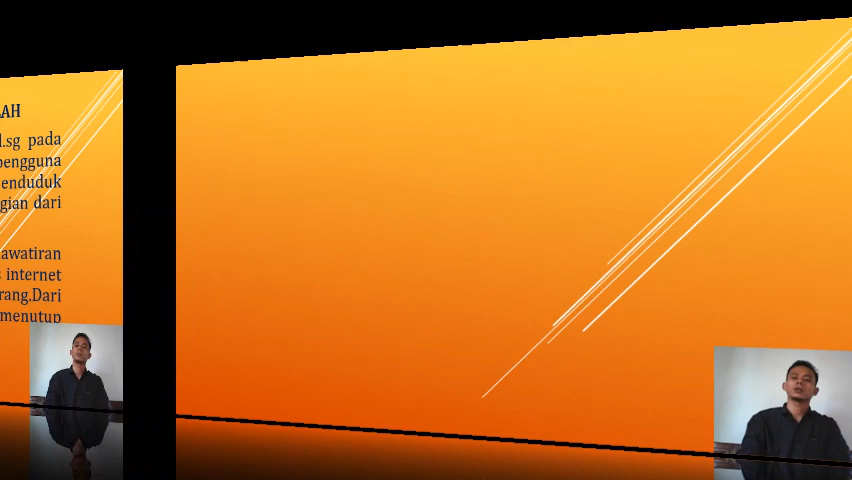 AH
.sg pada
pengguna
enduduk
gian dari
awatiran
internet
rang.Dari
menutup